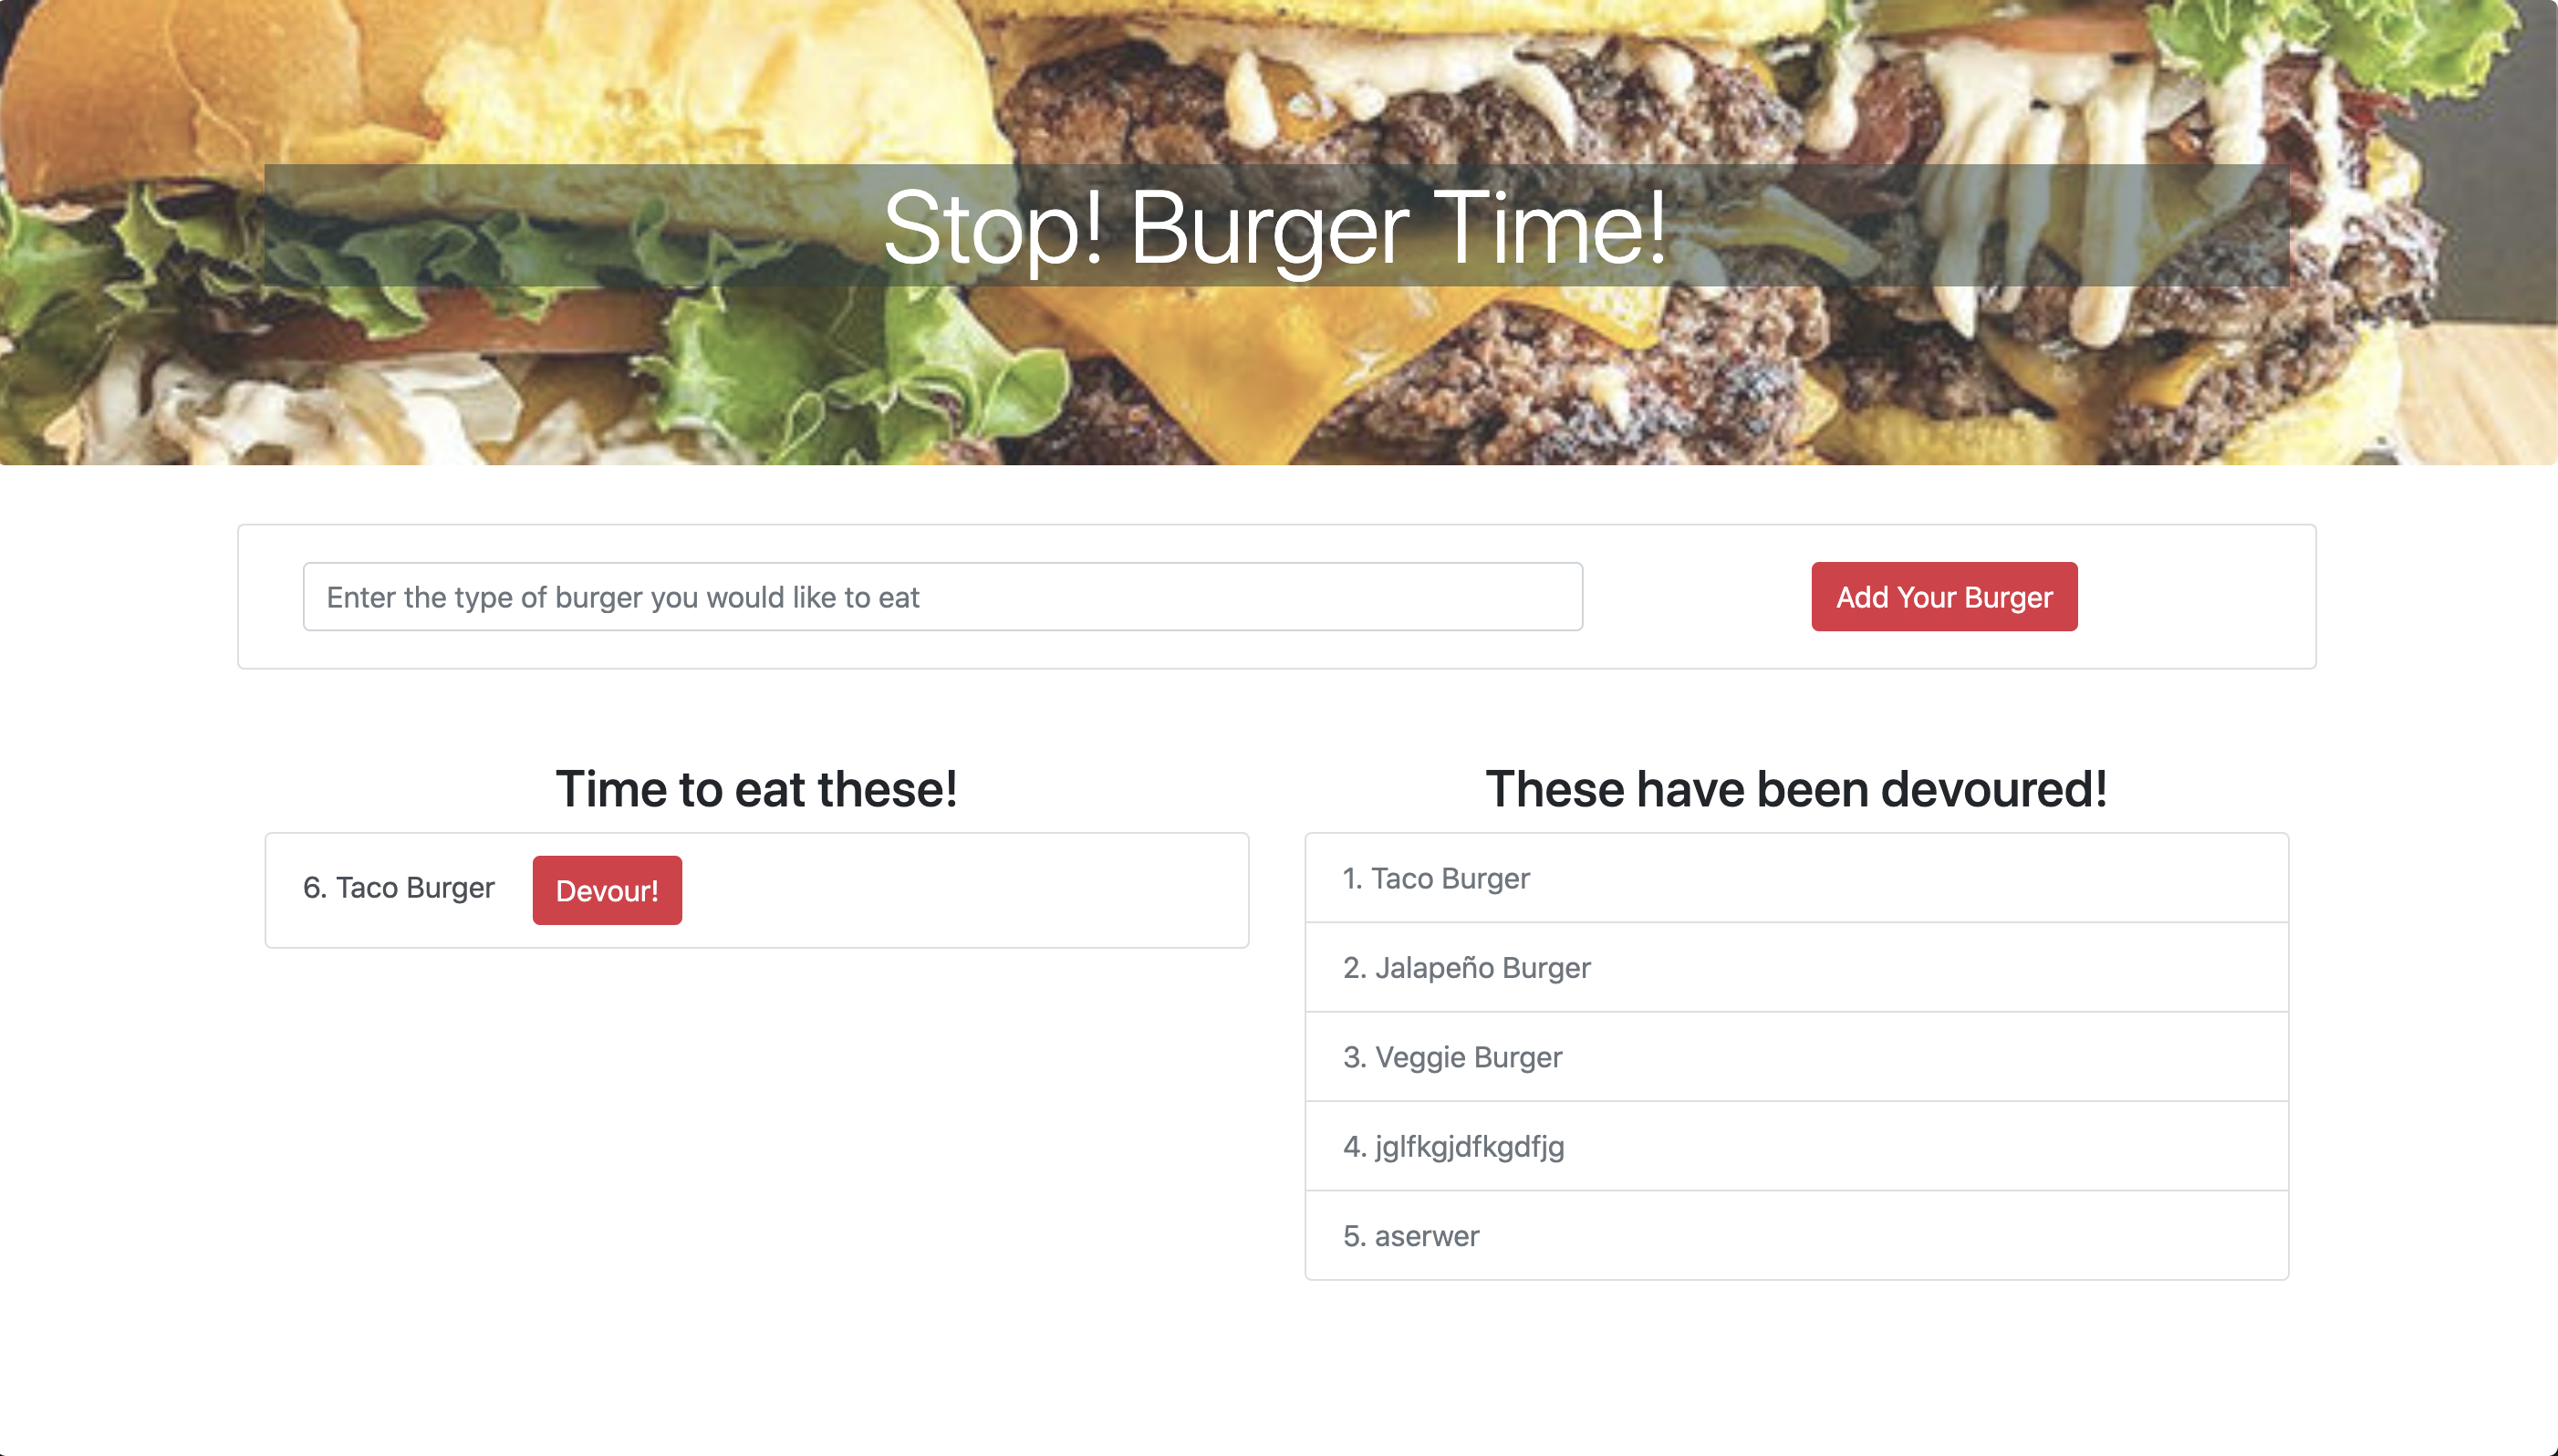 Stop! Burger Time!
Enter the type of burger you would like to eat
Add Your Burger
Time to eat these!
6. Taco Burger
Devour!
These have been devoured!
1. Taco Burger
2. Jalapeño Burger
3. Veggie Burger
4. jglfkgjdfkgdfjg
5. aserwer